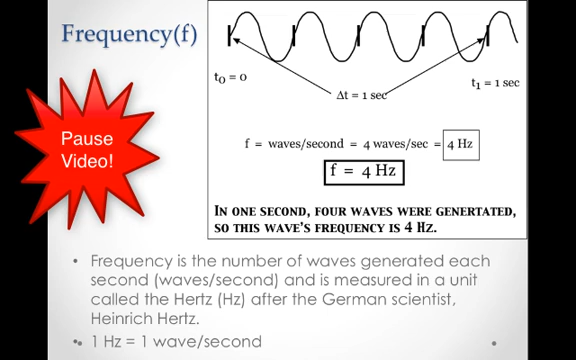 Frequency(f)
Pause
Video!
t₀ = 0
Δt = 1 sec
t₁ = 1 sec
f = waves/second = 4 waves/sec = 4 Hz
f = 4 Hz
IN ONE SECOND, FOUR WAVES WERE GENERTATED,
SO THIS WAVE'S FREQUENCY IS 4 HZ.
• Frequency is the number of waves generated each
second (waves/second) and is measured in a unit
called the Hertz (Hz) after the German scientist,
Heinrich Hertz.
• 1 Hz = 1 wave/second